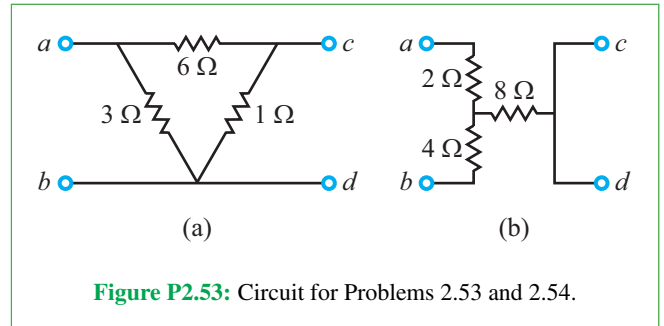 a c a c
6 Ω 2 Ω 8 Ω
3 Ω 1 Ω
4 Ω
b d b d
(a) (b)
Figure P2.53: Circuit for Problems 2.53 and 2.54.